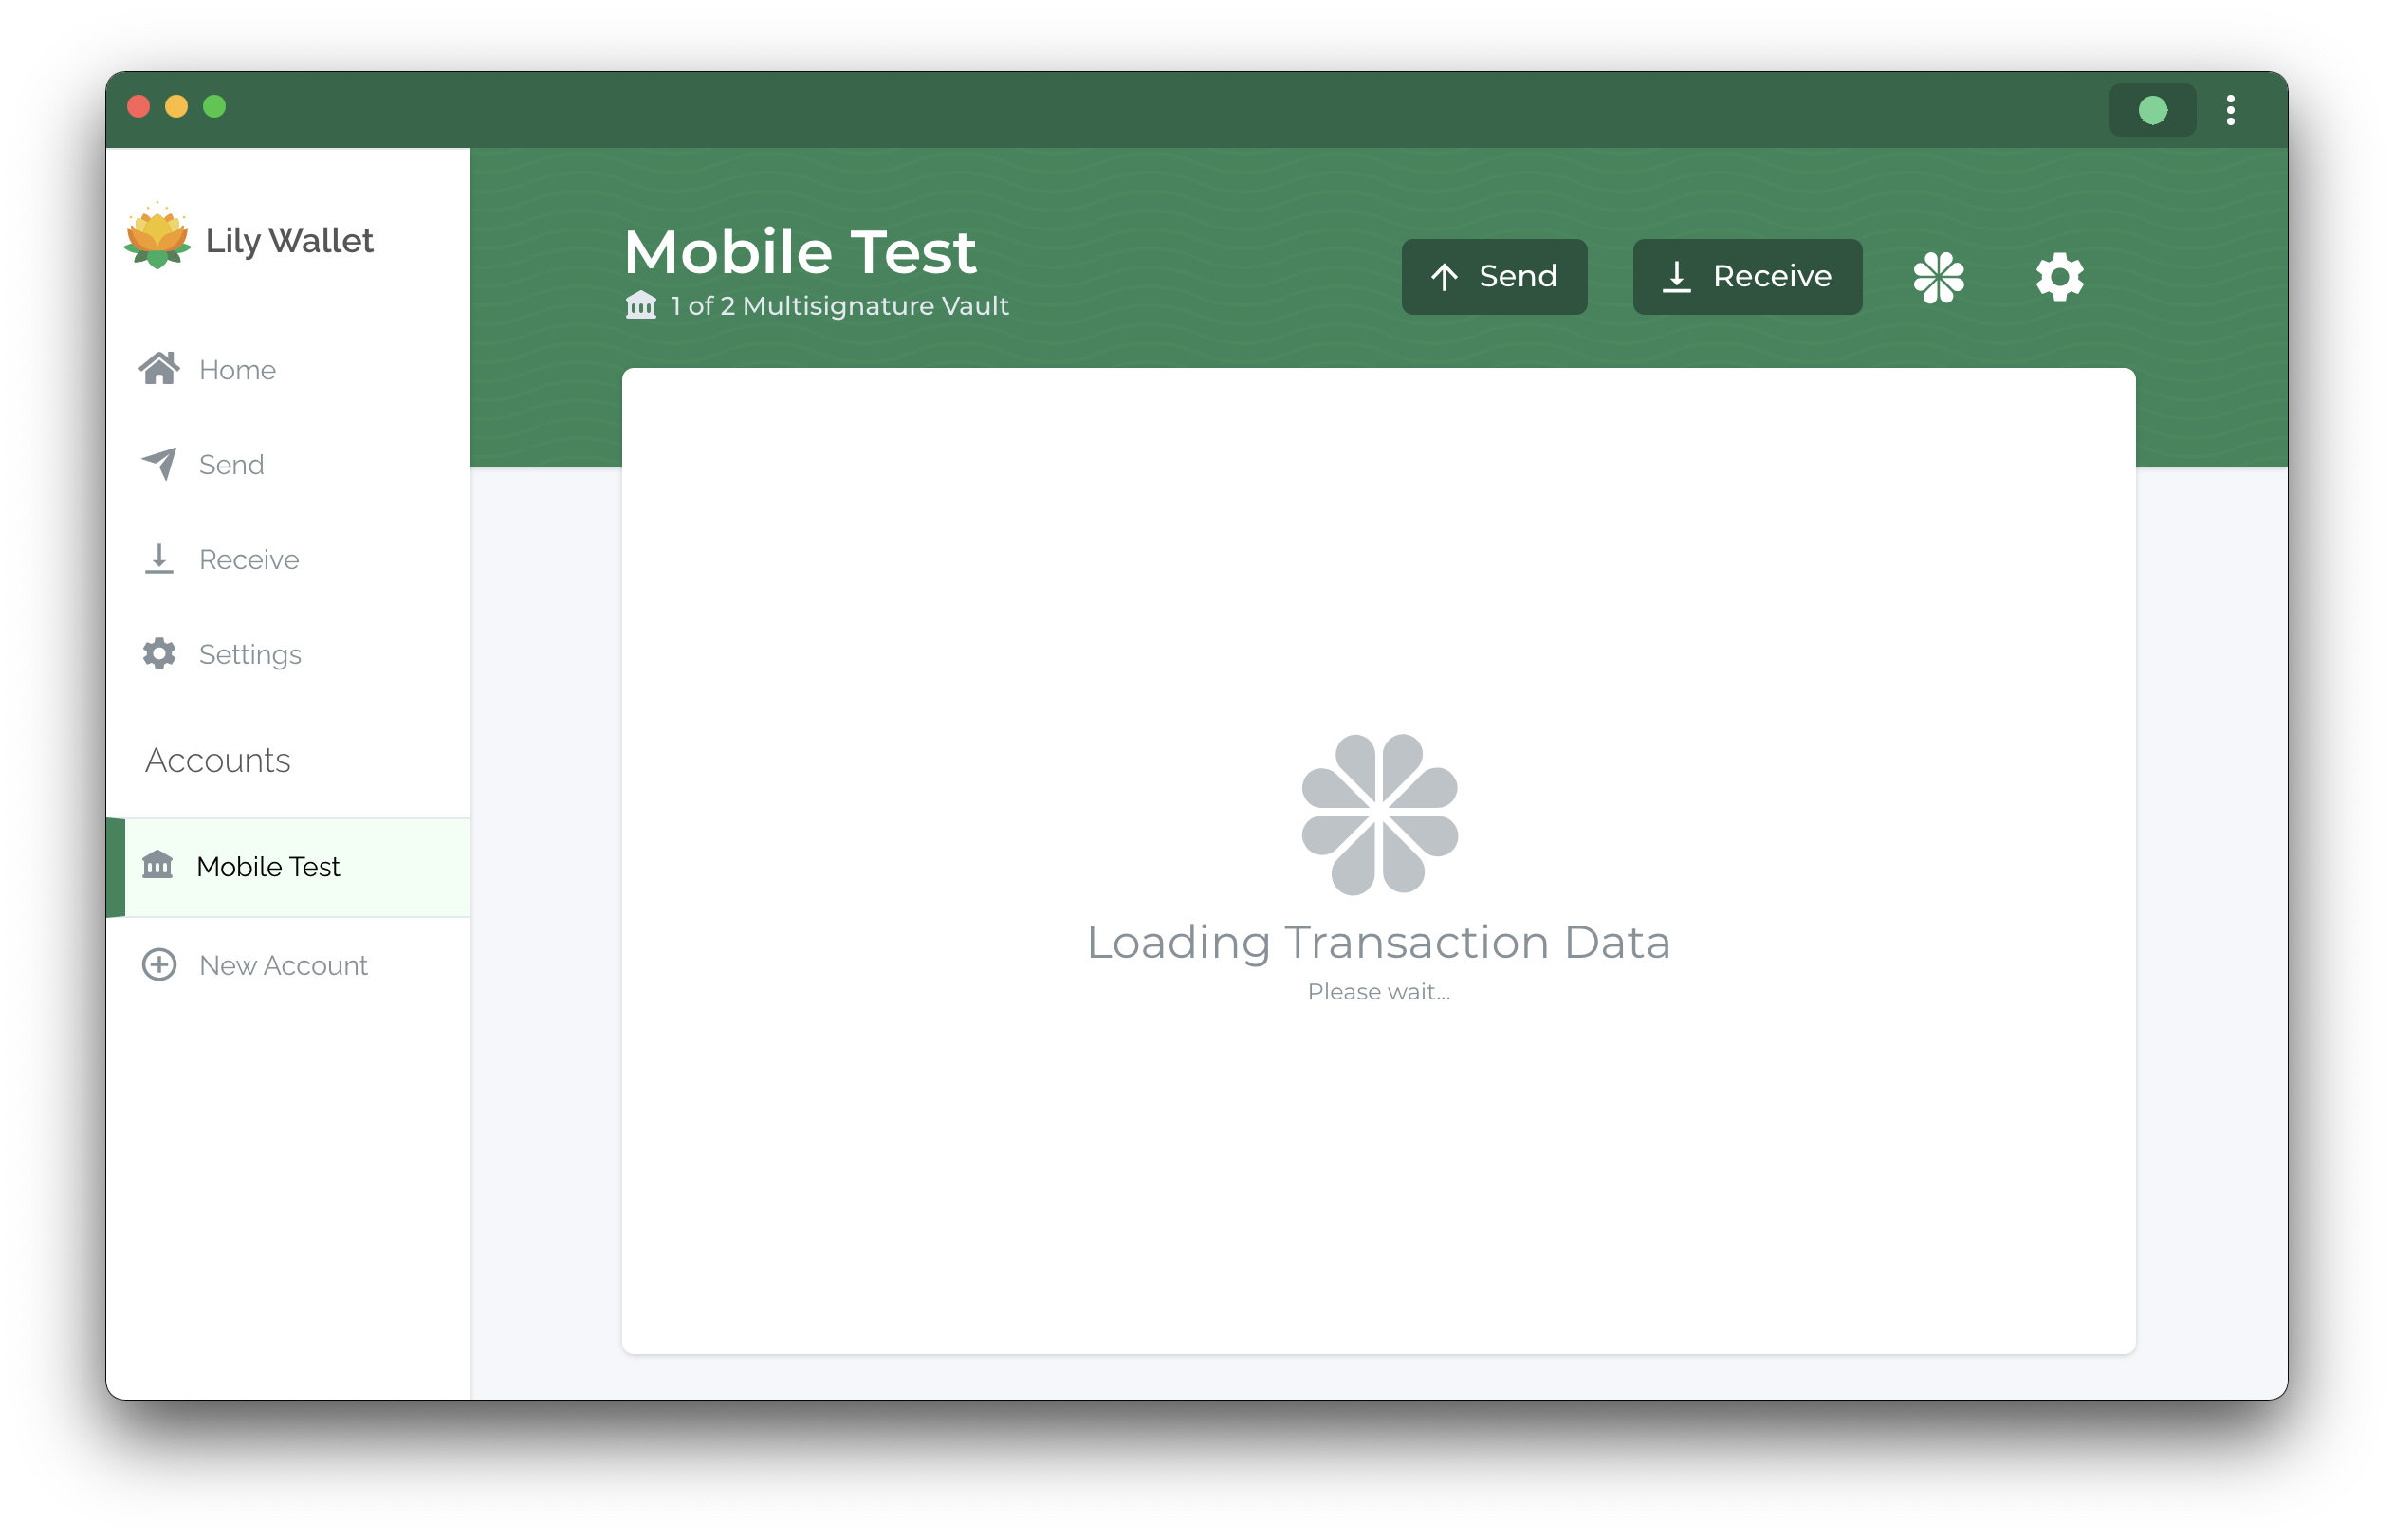 Lily Wallet
Home
Send
Receive
Settings
Accounts
Mobile Test
New Account
Mobile Test
1 of 2 Multisignature Vault
Send
Receive
Loading Transaction Data
Please wait...